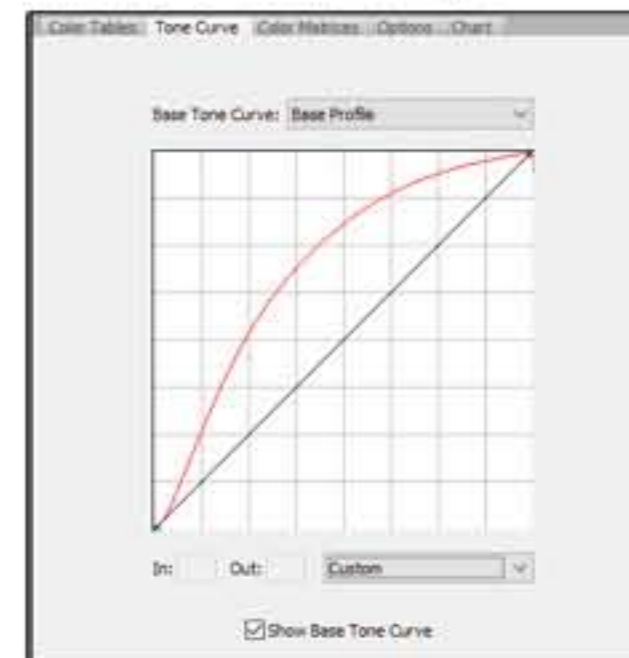 Color Tables Tone Curve Color Matrices Options Chart
Base Tone Curve: Base Profile
In: Out: Custom
Show Base Tone Curve